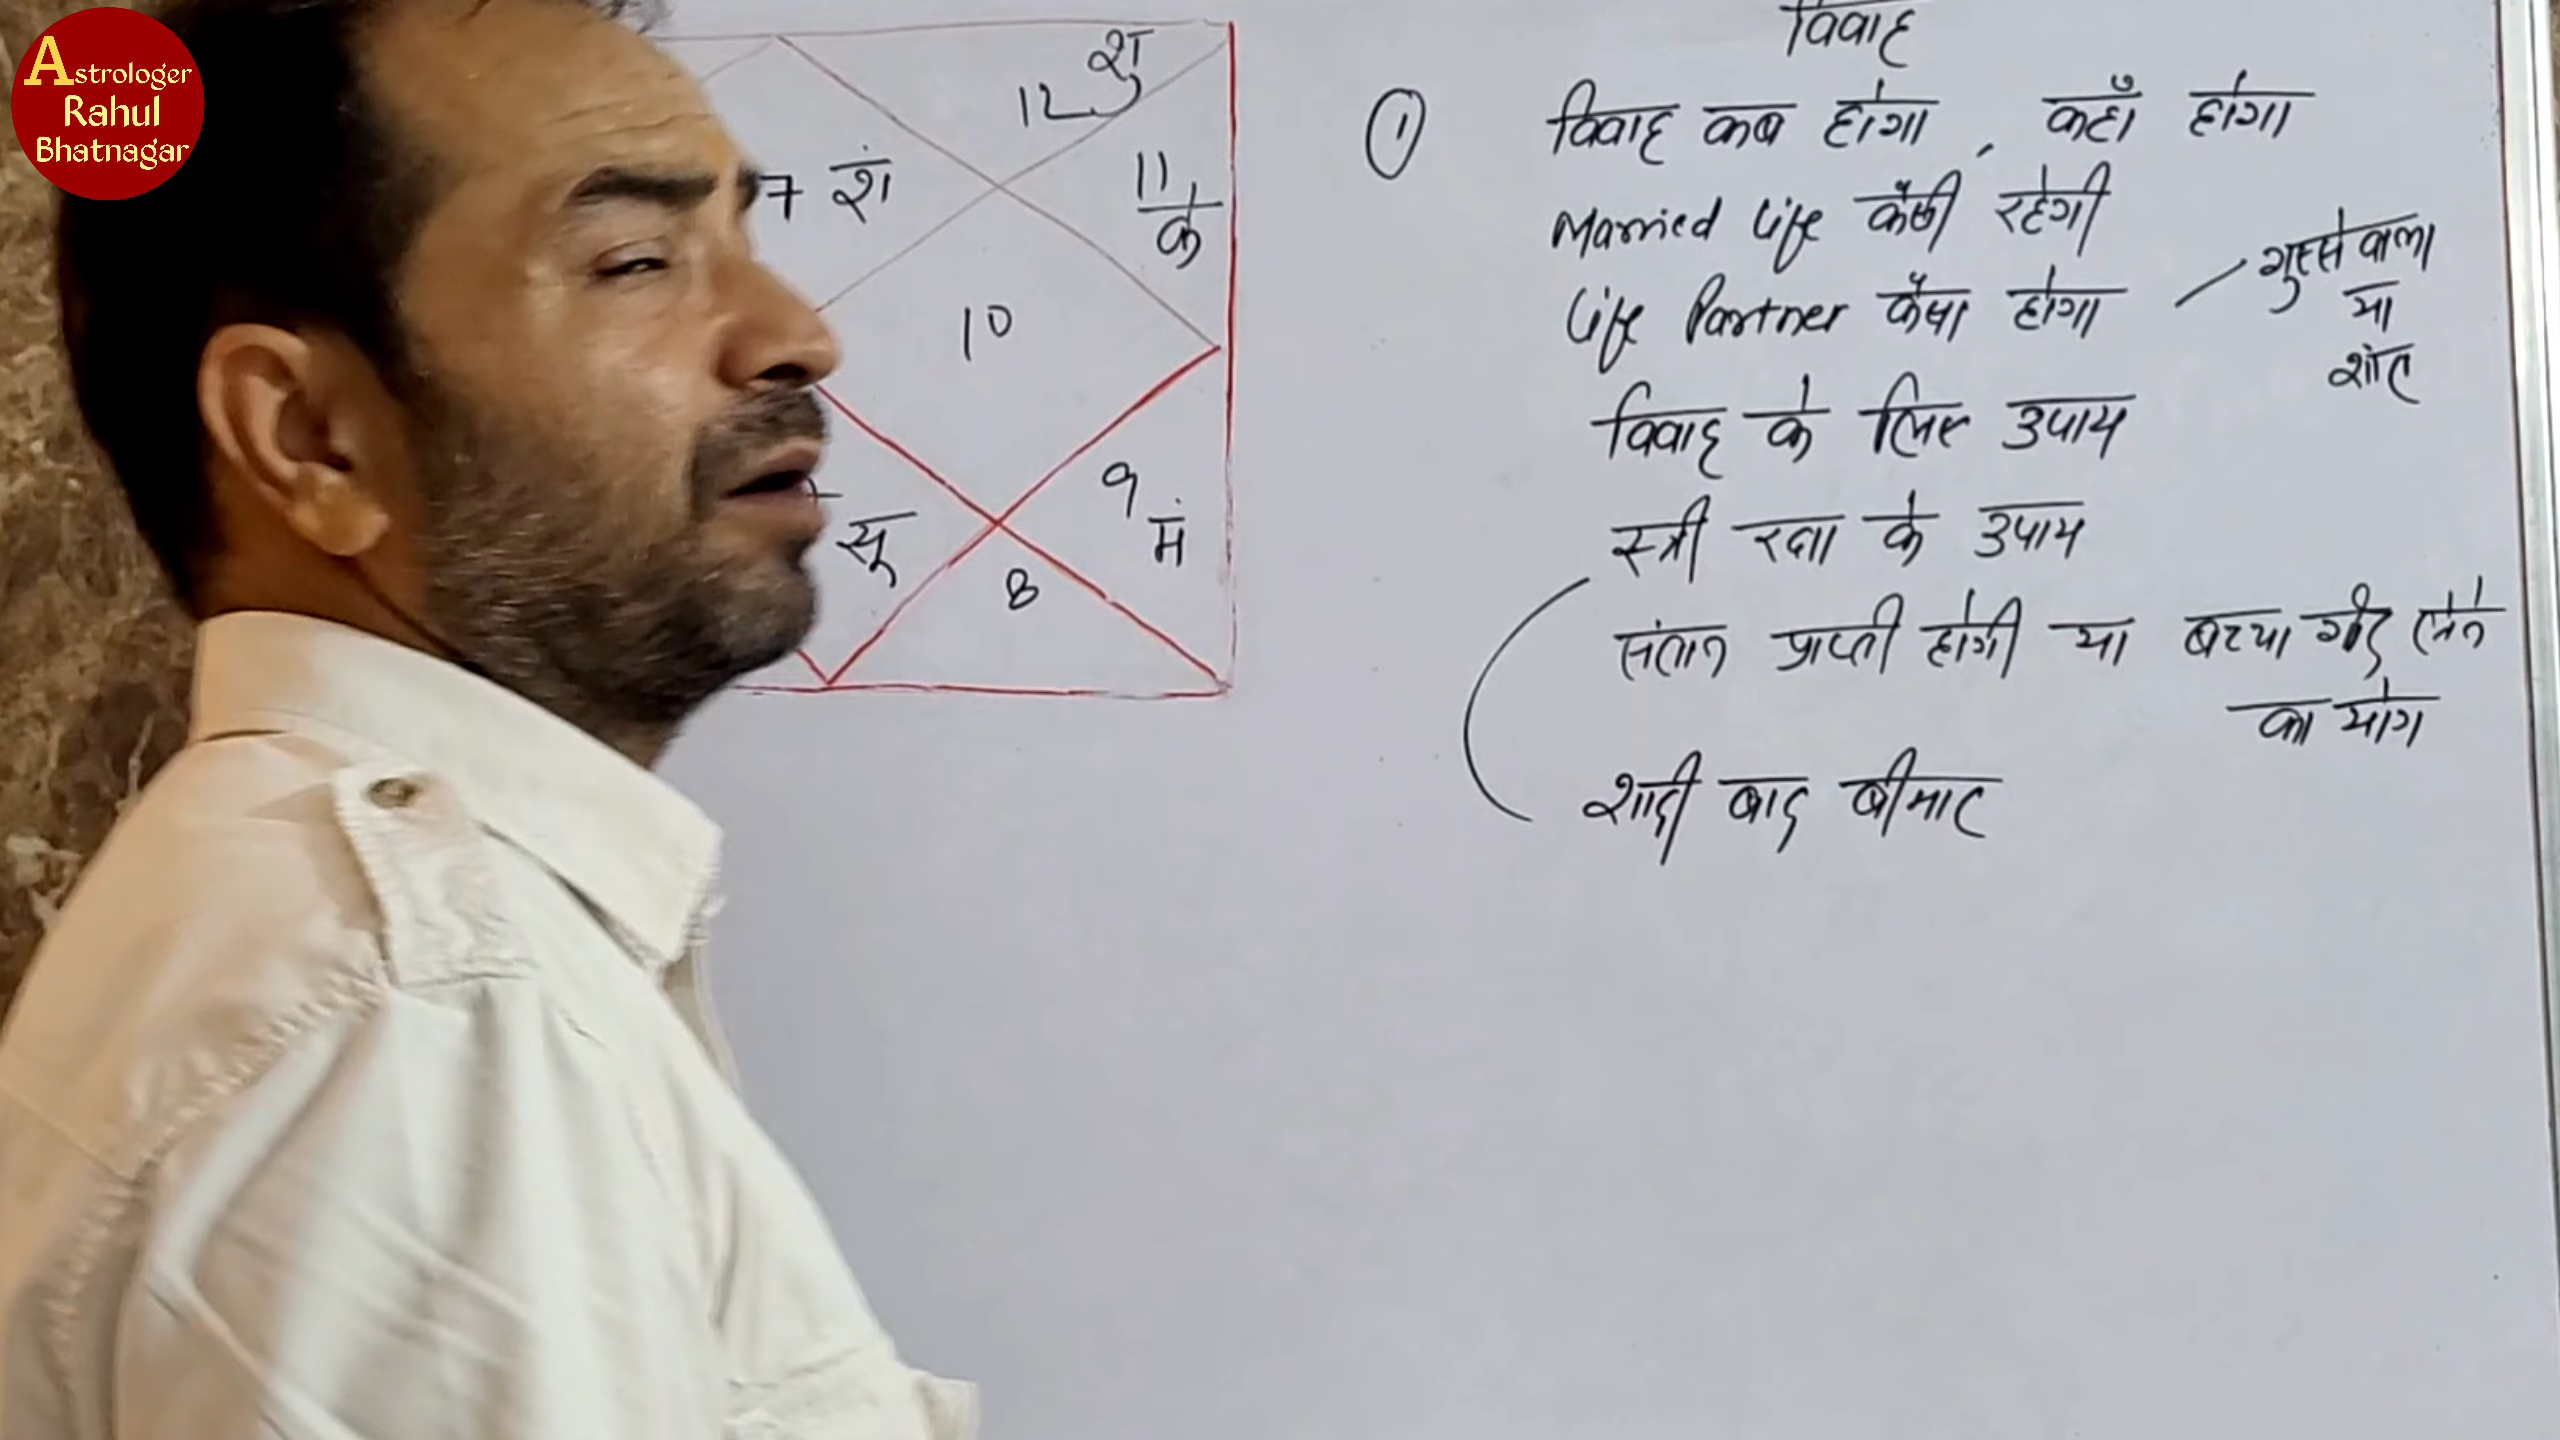 Astrologer
Rahul
Bhatnagar
12 शु
7 शं
11
के
10
9
मं
सू
8
विवाह
① विवाह कब होगा, कहाँ होगा
Married Life कैसी रहेगी
Life Partner कैसा होगा / गुस्से वाला
या
शांत
विवाह के लिए उपाय
स्त्री रक्षा के उपाय
संतान प्राप्ती होगी या बच्चा गोद लेने
का योग
शादी बाद बीमार